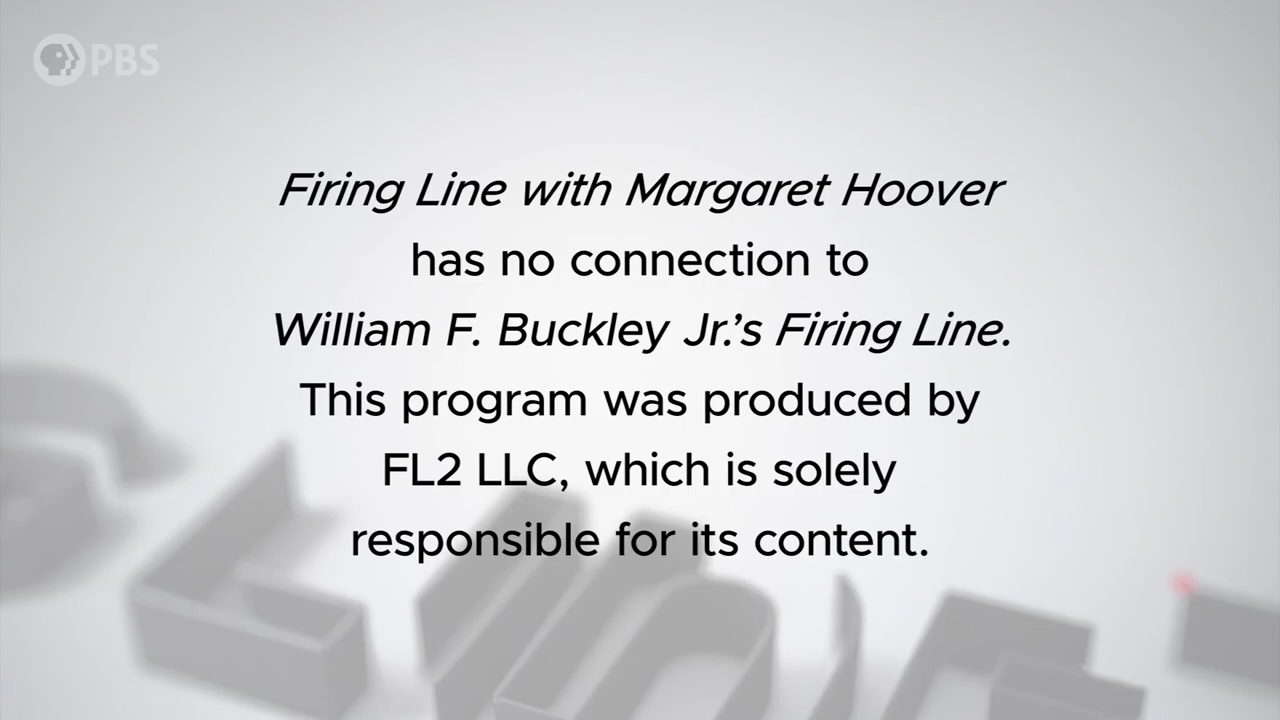 PBS
Firing Line with Margaret Hoover
has no connection to
William F. Buckley Jr.’s Firing Line.
This program was produced by
FL2 LLC, which is solely
responsible for its content.